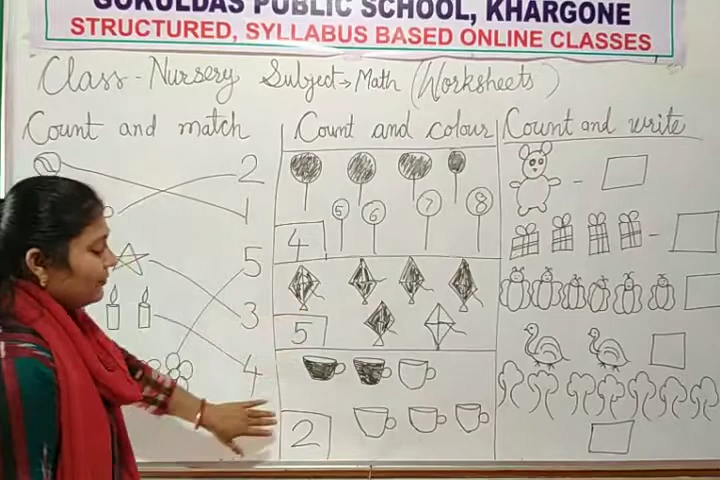 GOKULDAS PUBLIC SCHOOL, KHARGONE
STRUCTURED, SYLLABUS BASED ONLINE CLASSES
Class - Nursery Subject → Math (Worksheets)
Count and match
2
1
5
3
4
Count and colour
5 6 7 8
4
5
2
Count and write